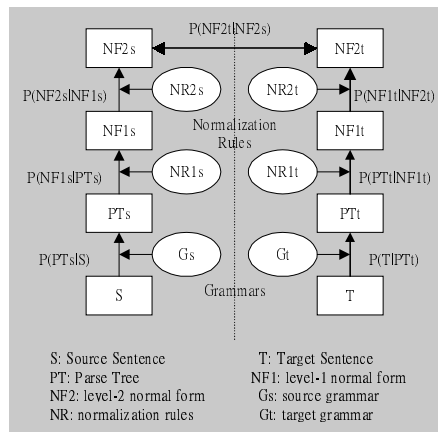 P(NF2t|NF2s)
NF2s
NF2t
NR2s
NR2t
P(NF2s|NF1s)
P(NF1t|NF2t)
Normalization
Rules
NF1s
NF1t
NR1s
NR1t
P(NF1s|PTs)
P(PTt|NF1t)
PTs
PTt
Gs
Gt
P(PTs|S)
P(T|PTt)
S
Grammars
T
S: Source Sentence
T: Target Sentence
PT: Parse Tree
NF1: level-1 normal form
NF2: level-2 normal form
Gs: source grammar
NR: normalization rules
Gt: target grammar